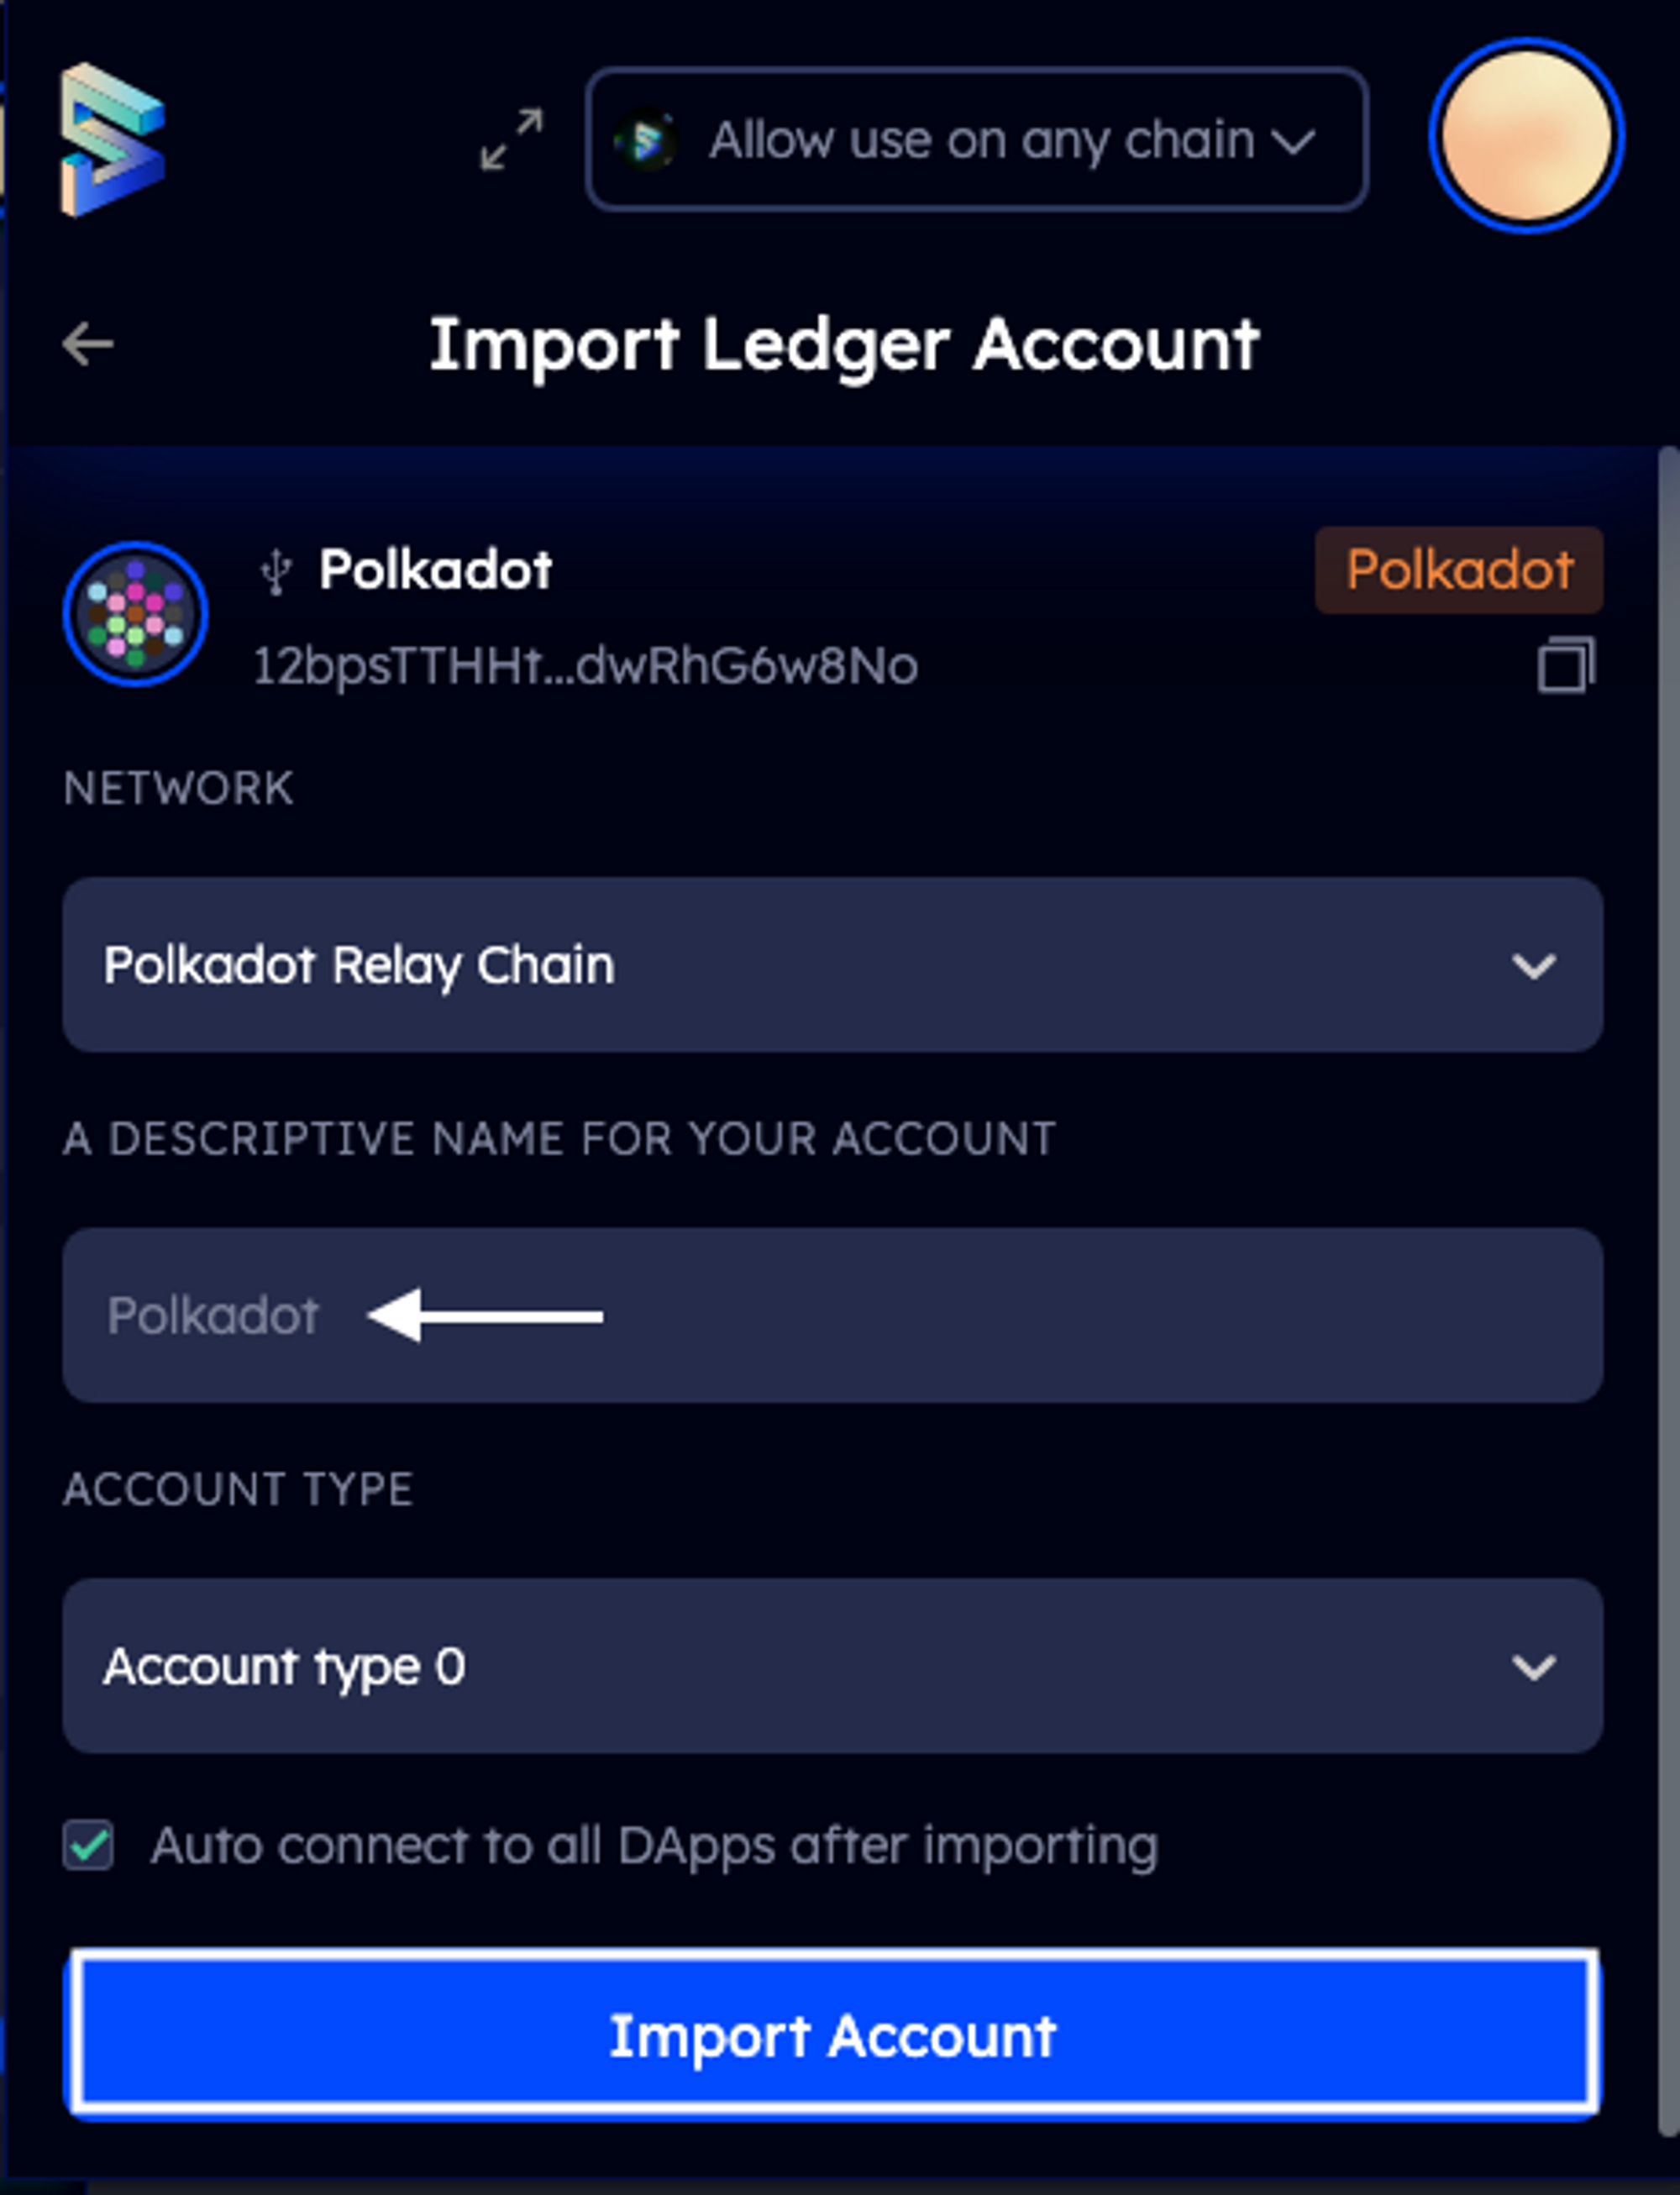 Allow use on any chain
Import Ledger Account
Polkadot
Polkadot
12bpsTTHHt...dwRhG6w8No
NETWORK
Polkadot Relay Chain
A DESCRIPTIVE NAME FOR YOUR ACCOUNT
Polkadot
ACCOUNT TYPE
Account type 0
Auto connect to all DApps after importing
Import Account